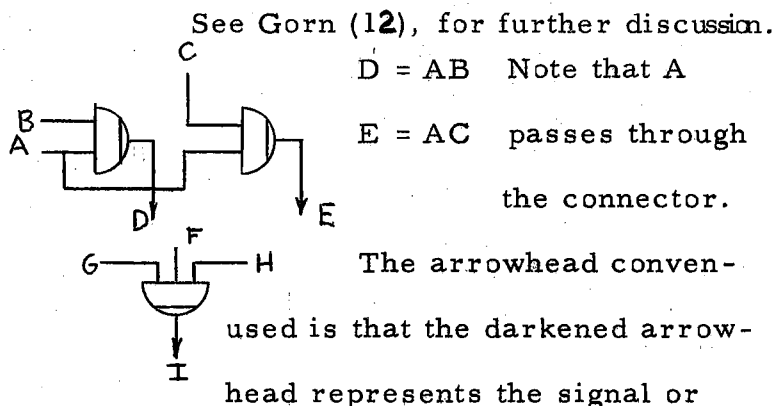 See Gorn (12), for further discussion.
C
D = AB Note that A
B
A
E = AC passes through
D
E
the connector.
F
G
H
The arrowhead conven-
used is that the darkened arrow-
I
head represents the signal or